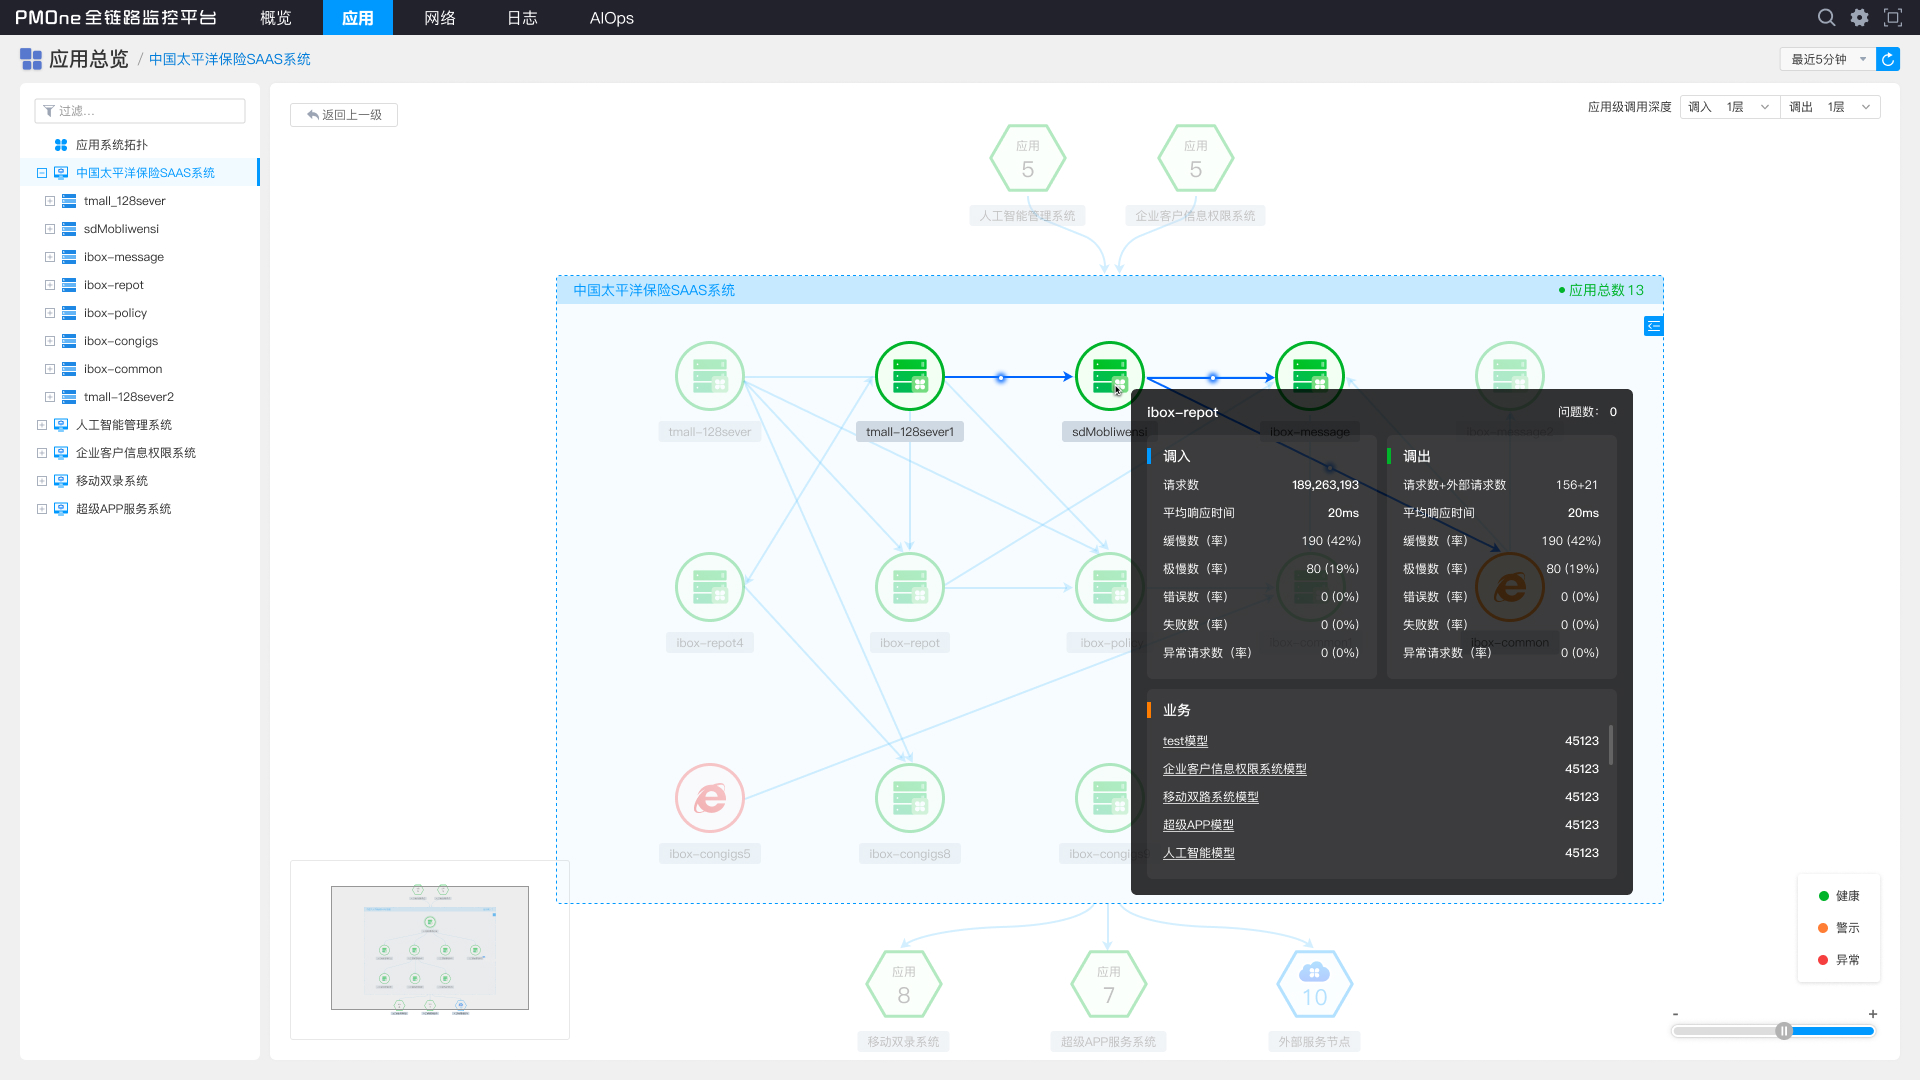 PMOne 全链路监控平台
概览
应用
网络
日志
AIOps
应用总览 / 中国太平洋保险SAAS系统
最近5分钟
过滤...
应用系统拓扑
中国太平洋保险SAAS系统
tmall_128sever
sdMobliwensi
ibox-message
ibox-repot
ibox-policy
ibox-congigs
ibox-common
tmall-128sever2
人工智能管理系统
企业客户信息权限系统
移动双录系统
超级APP服务系统
返回上一级
应用级调用深度
调入 1层
调出 1层
应用
5
人工智能管理系统
应用
5
企业客户信息权限系统
中国太平洋保险SAAS系统
应用总数 13
tmall-128sever
tmall-128sever1
sdMobliwensi
ibox-message
ibox-repot4
ibox-repot
ibox-policy
ibox-common
ibox-congigs5
ibox-congigs8
ibox-repot
问题数: 0
调入
请求数 189,263,193
平均响应时间 20ms
缓慢数（率） 190 (42%)
极慢数（率） 80 (19%)
错误数（率） 0 (0%)
失败数（率） 0 (0%)
异常请求数（率） 0 (0%)
调出
请求数+外部请求数 156+21
平均响应时间 20ms
缓慢数（率） 190 (42%)
极慢数（率） 80 (19%)
错误数（率） 0 (0%)
失败数（率） 0 (0%)
异常请求数（率） 0 (0%)
业务
test模型 45123
企业客户信息权限系统模型 45123
移动双路系统模型 45123
超级APP模型 45123
人工智能模型 45123
应用
8
移动双录系统
应用
7
超级APP服务系统
10
外部服务节点
健康
警示
异常
- +